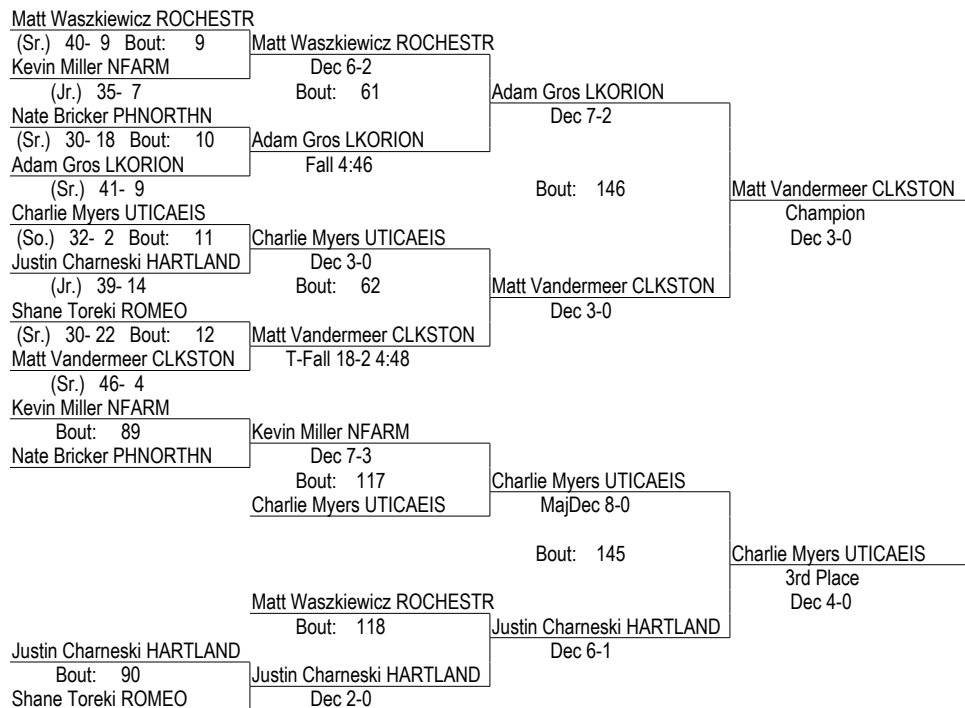 Matt Waszkiewicz ROCHESTR
(Sr.) 40- 9 Bout: 9 Matt Waszkiewicz ROCHESTR
Kevin Miller NFARM Dec 6-2
(Jr.) 35- 7 Bout: 61 Adam Gros LKORION
Nate Bricker PHNORTHN Dec 7-2
(Sr.) 30- 18 Bout: 10 Adam Gros LKORION
Adam Gros LKORION Fall 4:46
(Sr.) 41- 9 Bout: 146 Matt Vandermeer CLKSTON
Charlie Myers UTICAEIS Champion
(So.) 32- 2 Bout: 11 Charlie Myers UTICAEIS Dec 3-0
Justin Charneski HARTLAND Dec 3-0
(Jr.) 39- 14 Bout: 62 Matt Vandermeer CLKSTON
Shane Toreki ROMEO Dec 3-0
(Sr.) 30- 22 Bout: 12 Matt Vandermeer CLKSTON
Matt Vandermeer CLKSTON T-Fall 18-2 4:48
(Sr.) 46- 4
Kevin Miller NFARM
Bout: 89 Kevin Miller NFARM
Nate Bricker PHNORTHN Dec 7-3
Bout: 117 Charlie Myers UTICAEIS
Charlie Myers UTICAEIS MajDec 8-0
Bout: 145 Charlie Myers UTICAEIS
3rd Place
Matt Waszkiewicz ROCHESTR Dec 4-0
Bout: 118 Justin Charneski HARTLAND
Justin Charneski HARTLAND Dec 6-1
Bout: 90 Justin Charneski HARTLAND
Shane Toreki ROMEO Dec 2-0